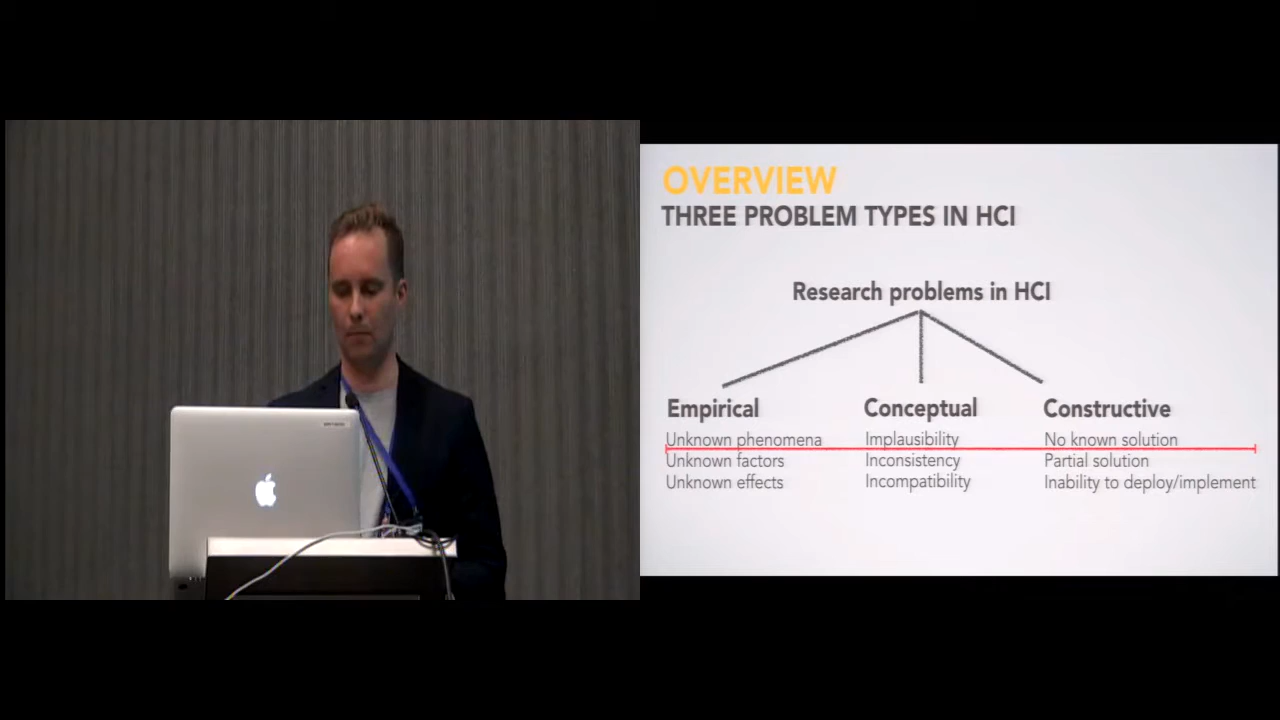 OVERVIEW
THREE PROBLEM TYPES IN HCI
Research problems in HCI
Empirical
Unknown phenomena
Unknown factors
Unknown effects
Conceptual
Implausibility
Inconsistency
Incompatibility
Constructive
No known solution
Partial solution
Inability to deploy/implement